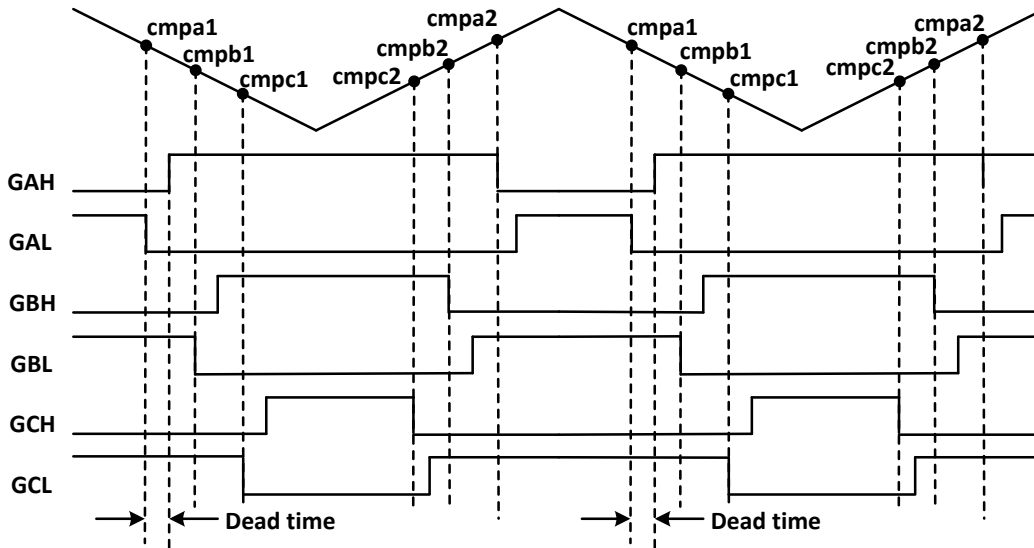 cmpa1
cmpb1
cmpc1
cmpc2
cmpb2
cmpa2
cmpa1
cmpb1
cmpc1
cmpc2
cmpb2
cmpa2
GAH
GAL
GBH
GBL
GCH
GCL
Dead time
Dead time